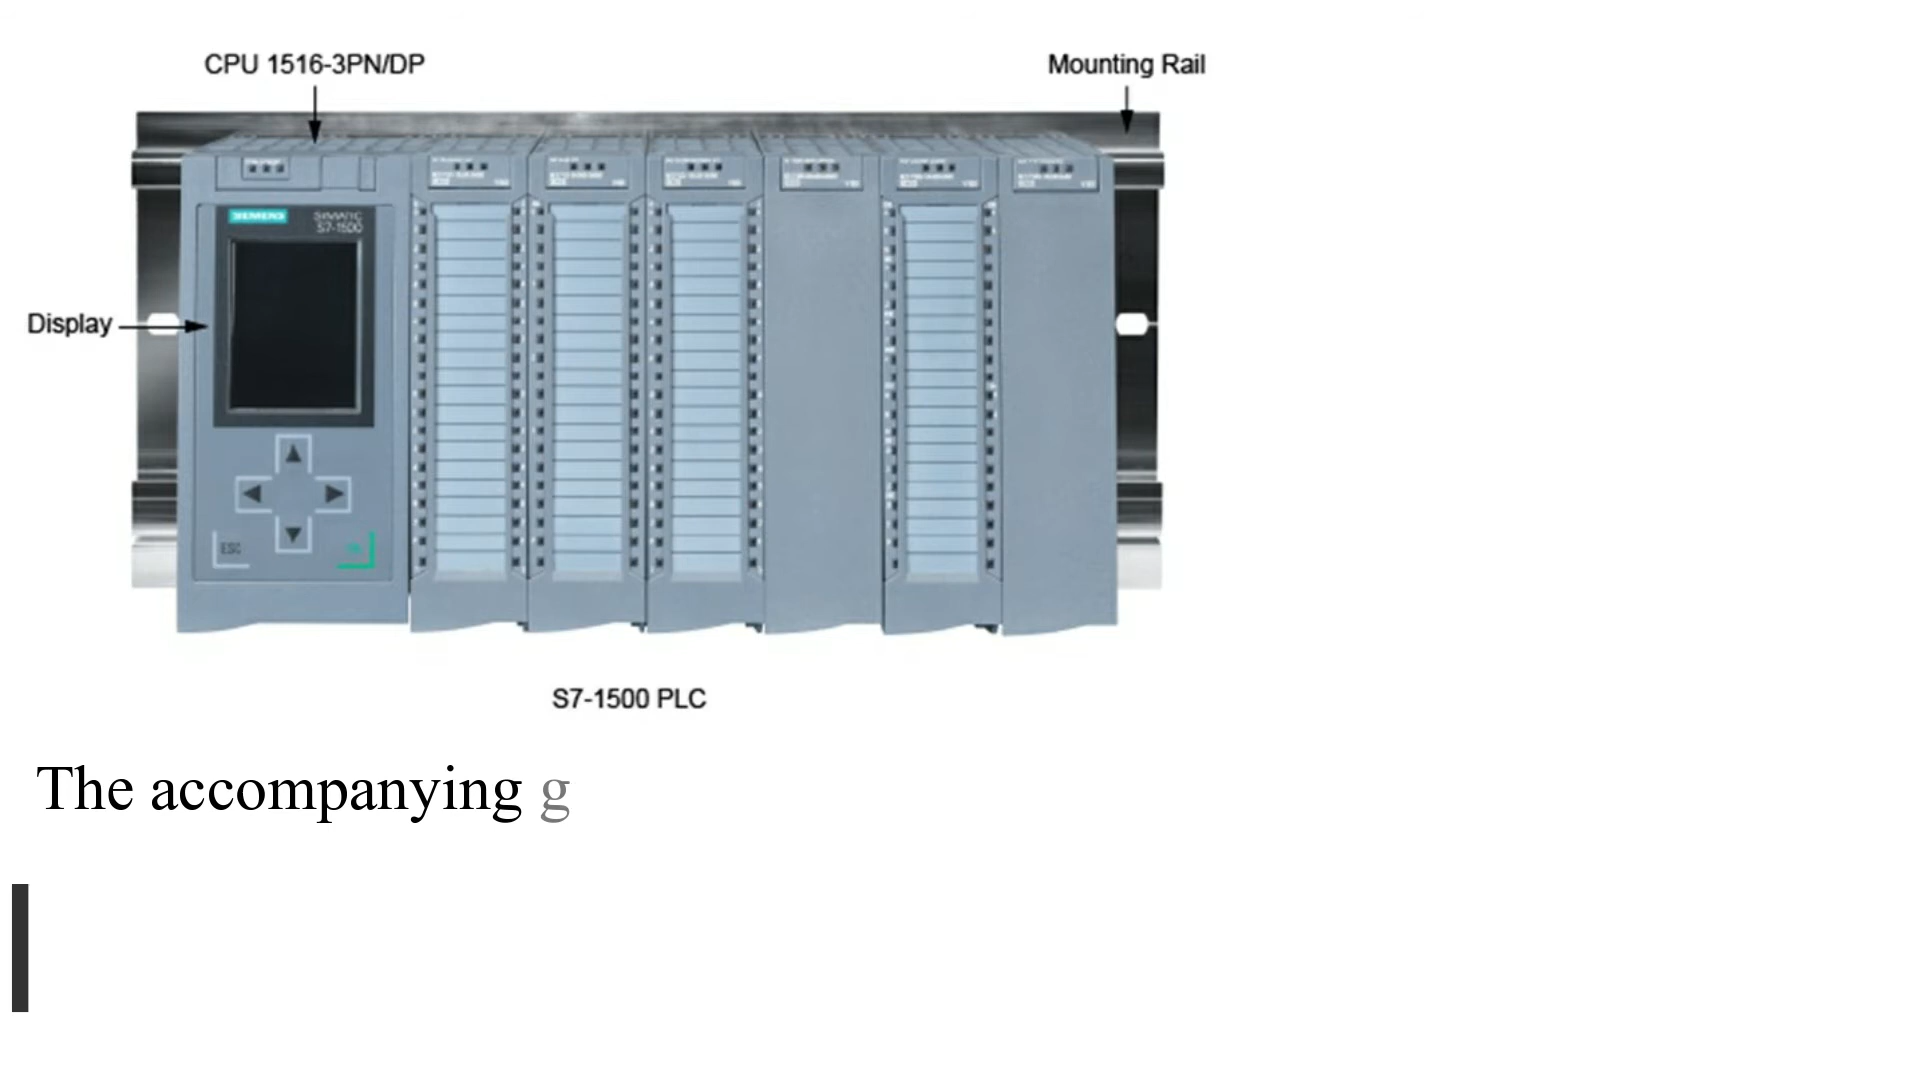 CPU 1516-3PN/DP
Mounting Rail
SIEMENS
SIMATIC
S7-1500
Display
ESC
S7-1500 PLC
The accompanying g